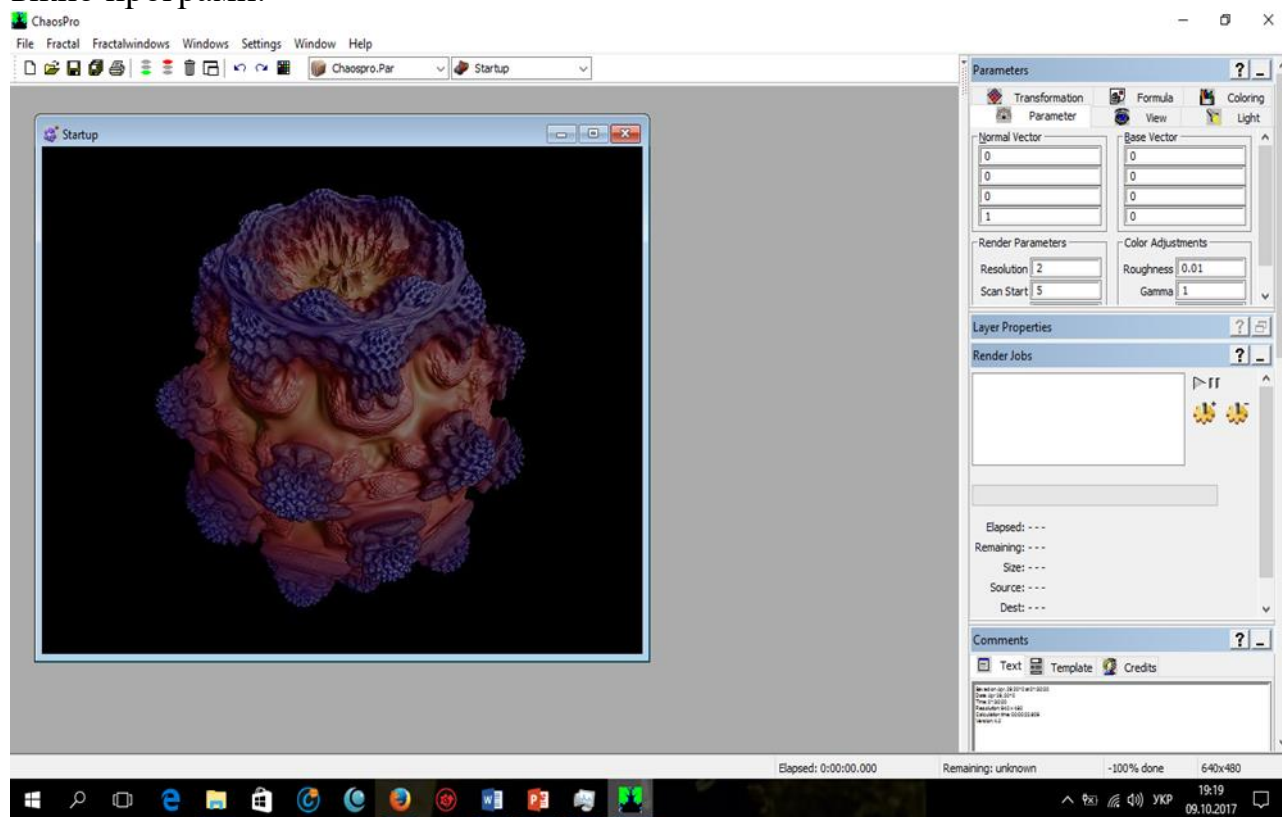 ChaosPro
File Fractal Fractalwindows Windows Settings Window Help
Chaospro.Par Startup
Startup
Parameters
Transformation Formula Coloring
Parameter View Light
Normal Vector Base Vector
0 0
0 0
0 0
1 0
Render Parameters Color Adjustments
Resolution 2 Roughness 0.01
Scan Start 5 Gamma 1
Layer Properties
Render Jobs
Elapsed: - - -
Remaining: - - -
Size: - - -
Source: - - -
Dest: - - -
Comments
Text Template Credits
Elapsed: 0:00:00.000 Remaining: unknown -100% done 640x480
УКР 19:19
09.10.2017